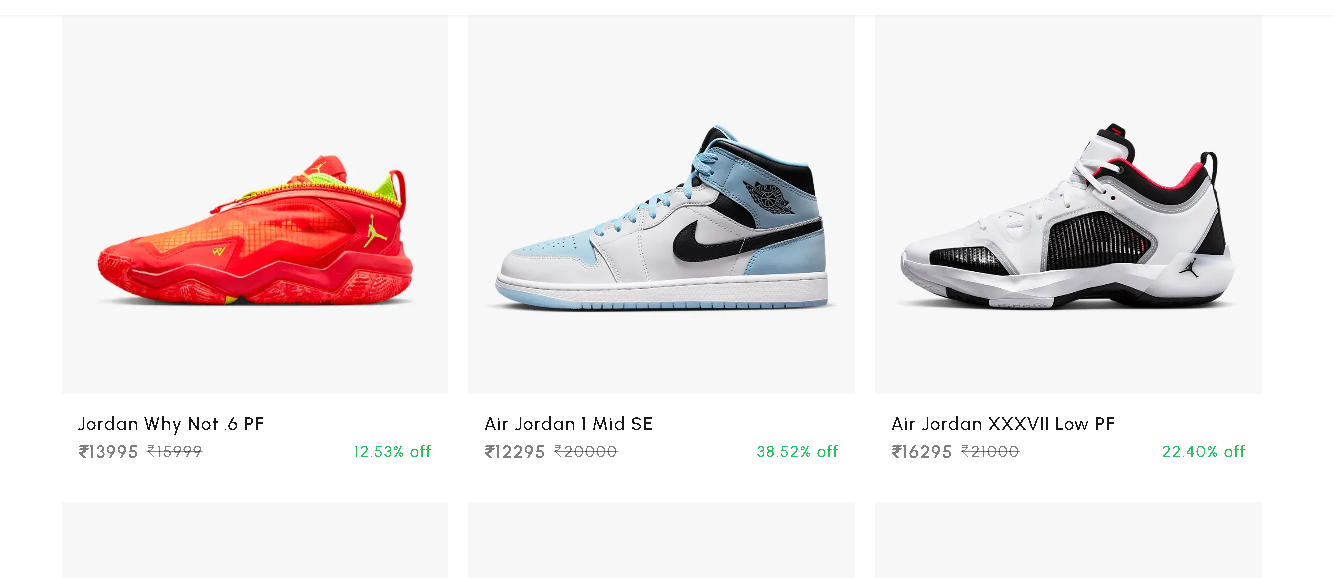 Jordan Why Not .6 PF
₹13995 ₹15999 12.53% off
Air Jordan 1 Mid SE
₹12295 ₹20000 38.52% off
Air Jordan XXXVII Low PF
₹16295 ₹21000 22.40% off